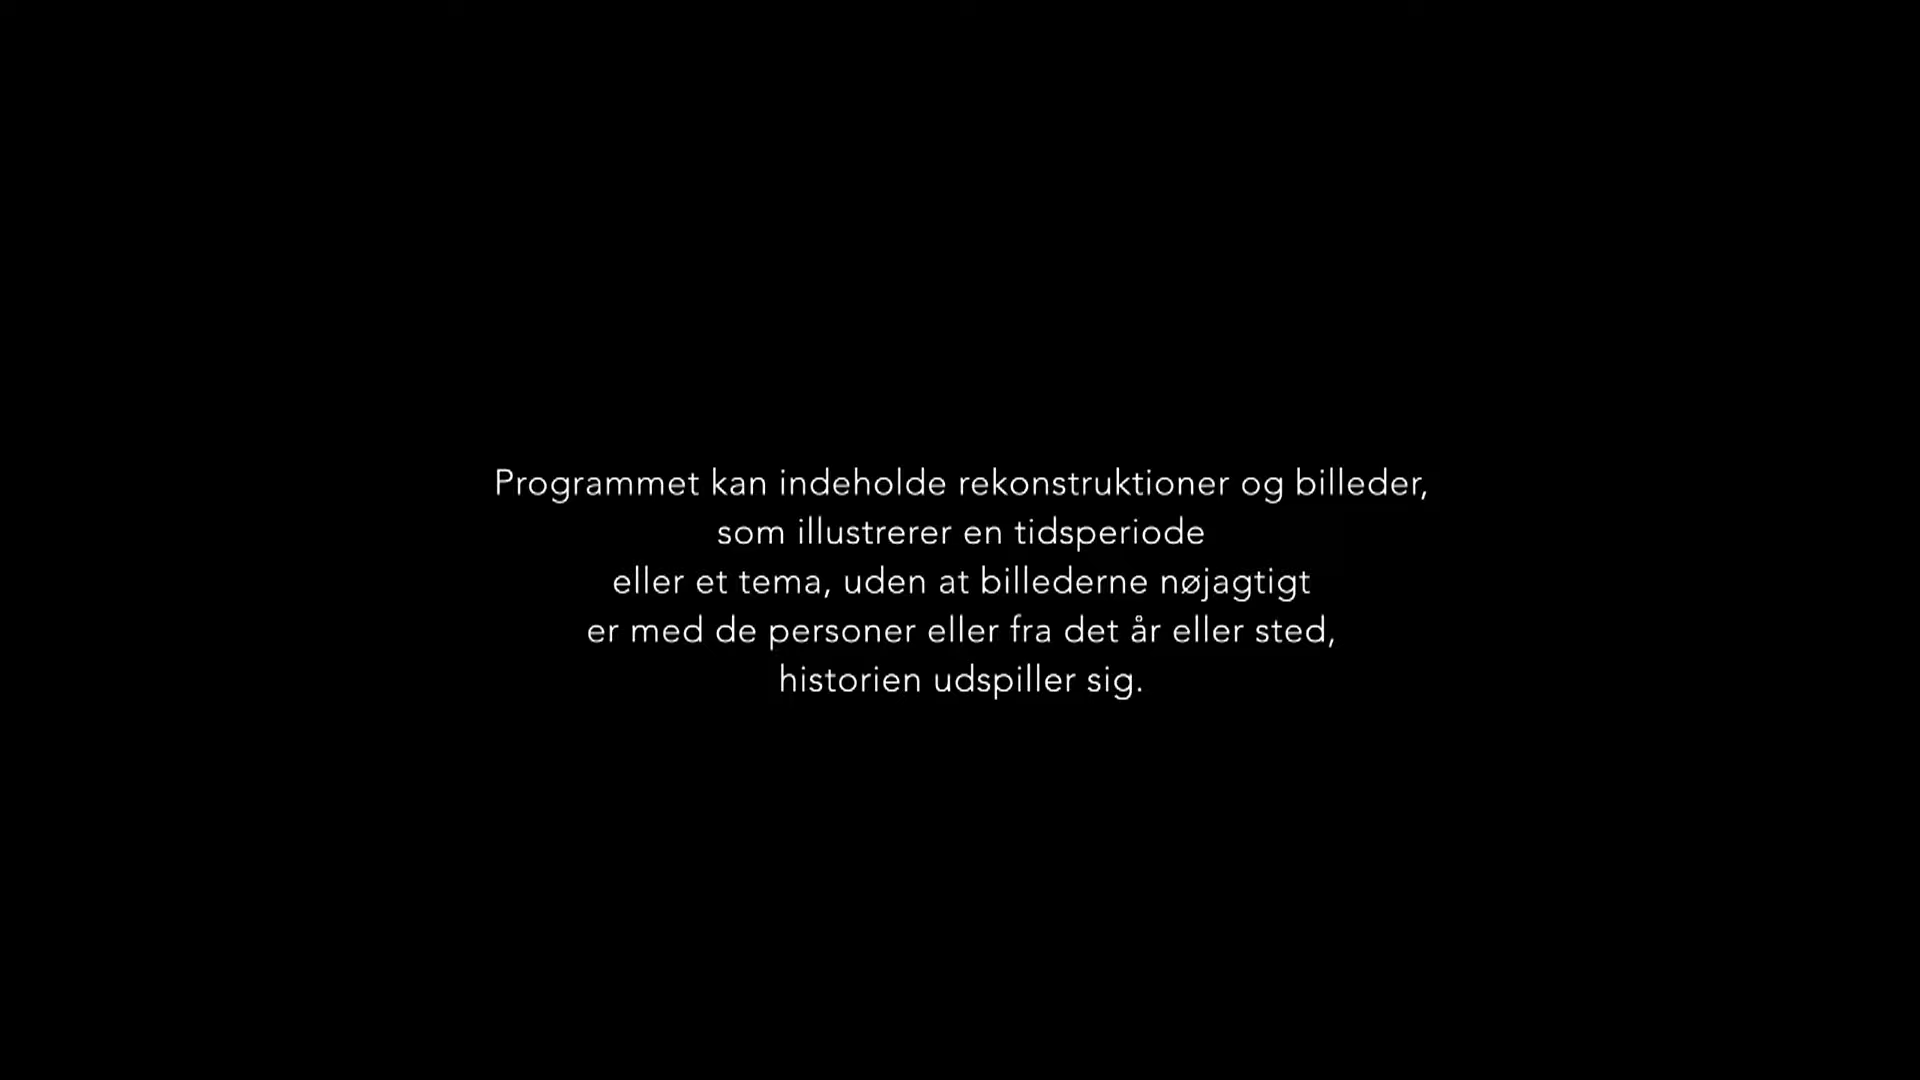 Programmet kan indeholde rekonstruktioner og billeder,
som illustrerer en tidsperiode
eller et tema, uden at billederne nøjagtigt
er med de personer eller fra det år eller sted,
historien udspiller sig.